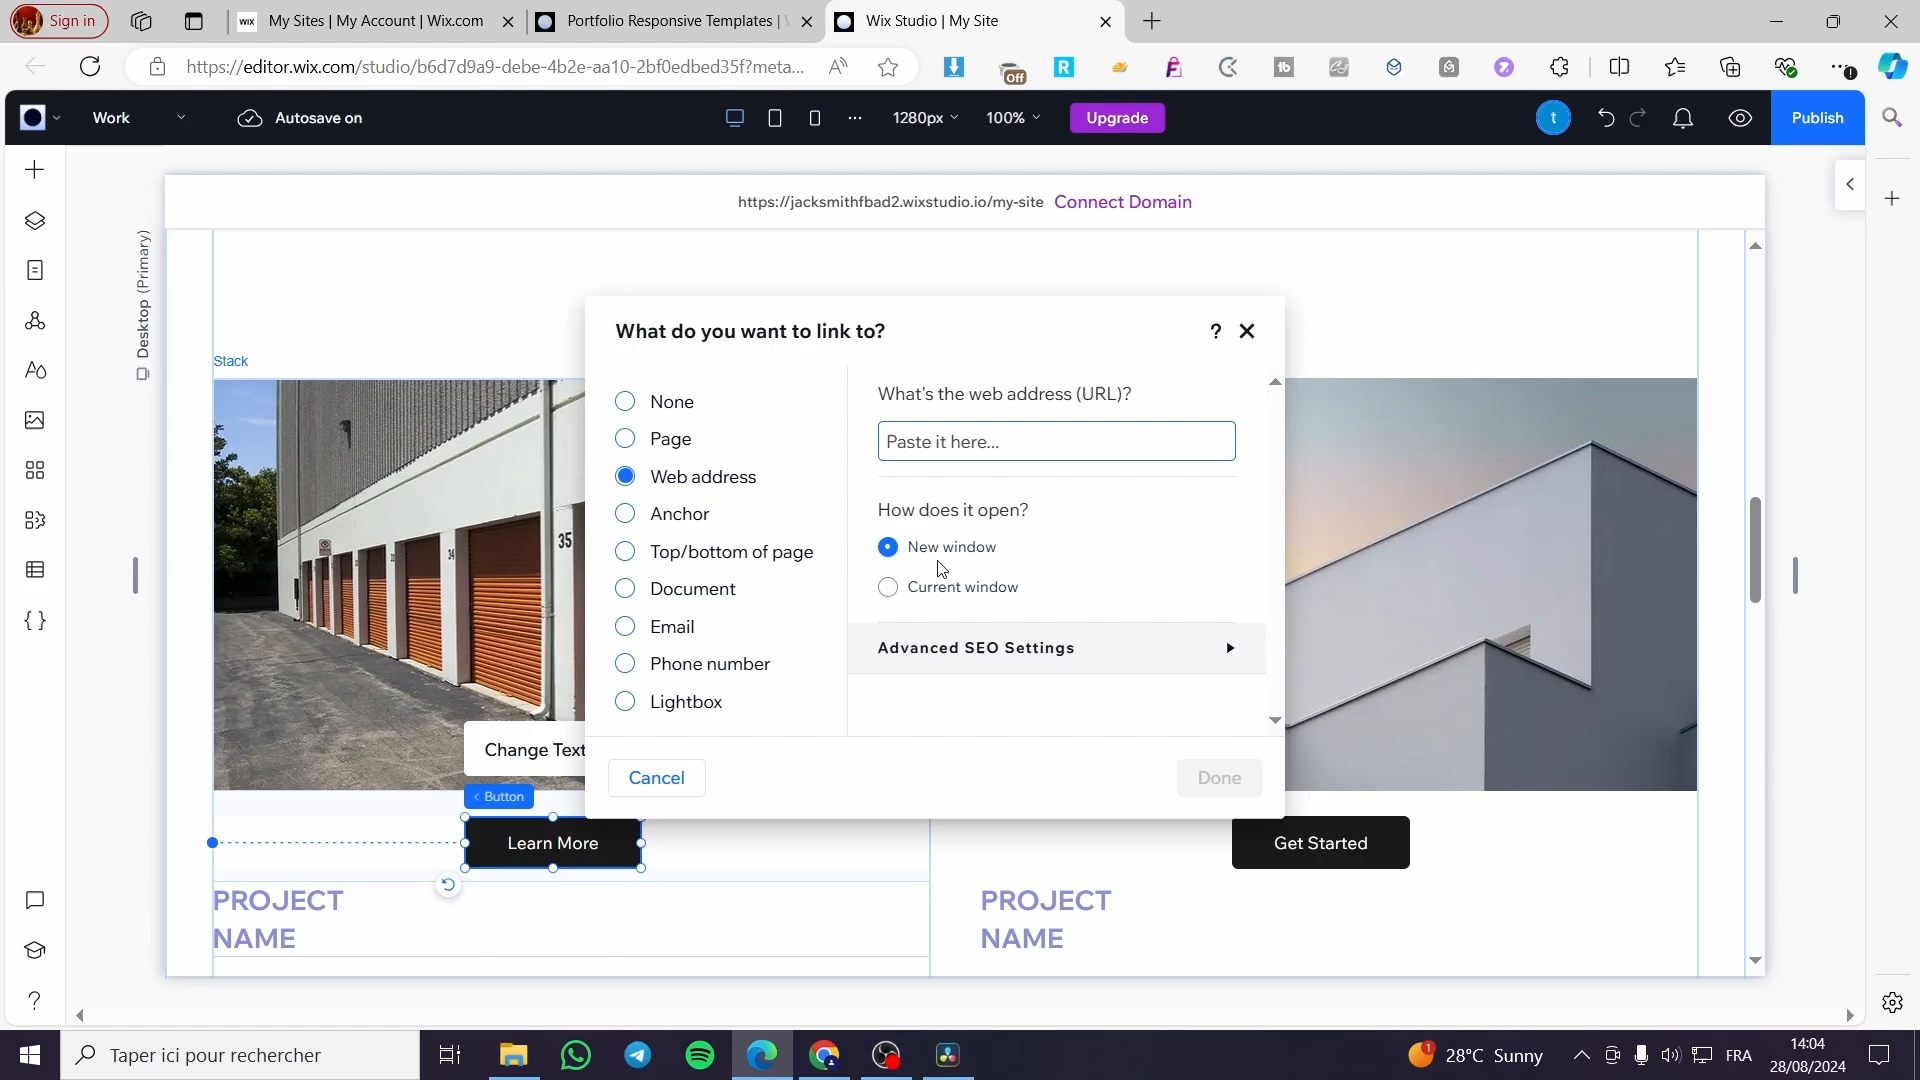 Sign in
WIX My Sites | My Account | Wix.com
Portfolio Responsive Templates |
Wix Studio | My Site
https://editor.wix.com/studio/b6d7d9a9-debe-4b2e-aa10-2bf0edbed35f?meta...
Off
Work
Autosave on
1280px
100%
Upgrade
t
Publish
https://jacksmithfbad2.wixstudio.io/my-site Connect Domain
Desktop (Primary)
Stack
35
34
What do you want to link to?
?
None
Page
Web address
Anchor
Top/bottom of page
Document
Email
Phone number
Lightbox
What's the web address (URL)?
Paste it here...
How does it open?
New window
Current window
Advanced SEO Settings
Cancel
Done
Change Text
< Button
Learn More
Get Started
PROJECT
NAME
PROJECT
NAME
Taper ici pour rechercher
1
28°C Sunny
FRA
14:04
28/08/2024